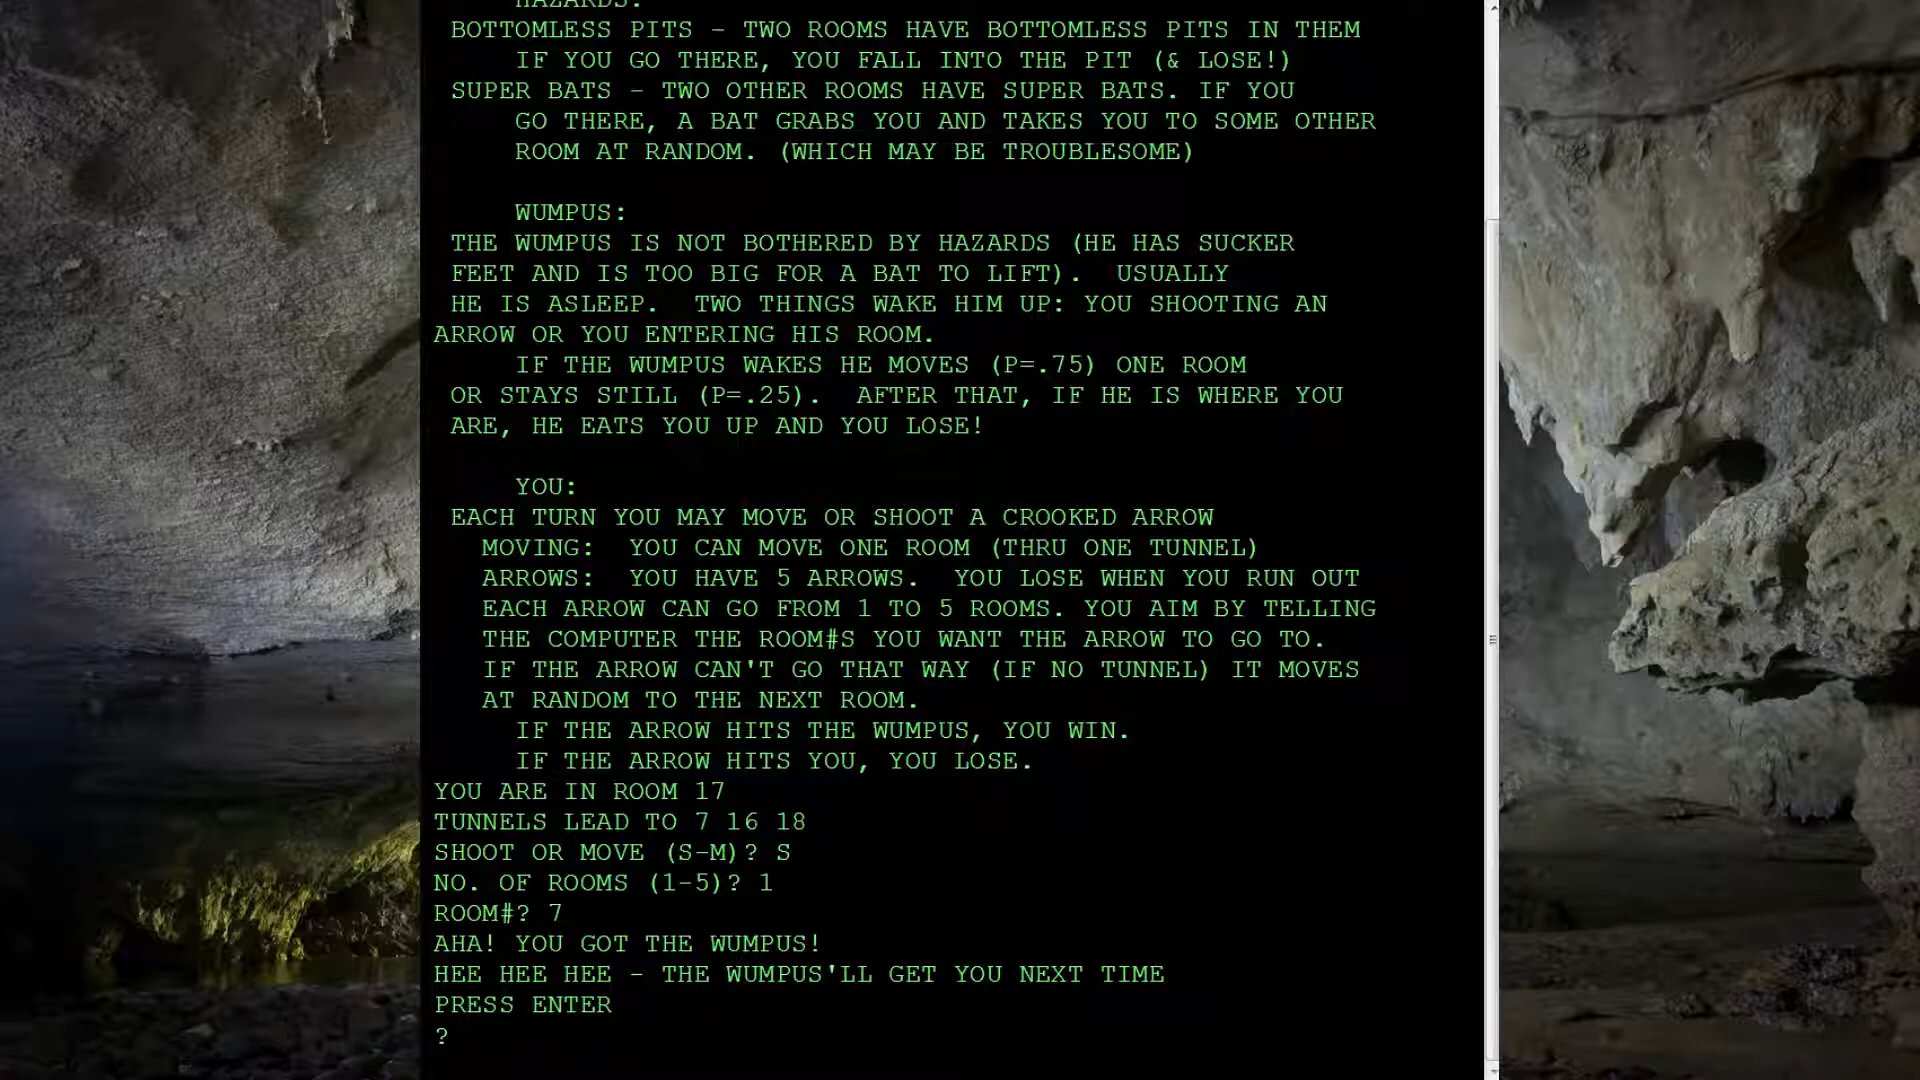 HAZARDS:
BOTTOMLESS PITS - TWO ROOMS HAVE BOTTOMLESS PITS IN THEM
IF YOU GO THERE, YOU FALL INTO THE PIT (& LOSE!)
SUPER BATS - TWO OTHER ROOMS HAVE SUPER BATS. IF YOU
GO THERE, A BAT GRABS YOU AND TAKES YOU TO SOME OTHER
ROOM AT RANDOM. (WHICH MAY BE TROUBLESOME)
WUMPUS:
THE WUMPUS IS NOT BOTHERED BY HAZARDS (HE HAS SUCKER
FEET AND IS TOO BIG FOR A BAT TO LIFT). USUALLY
HE IS ASLEEP. TWO THINGS WAKE HIM UP: YOU SHOOTING AN
ARROW OR YOU ENTERING HIS ROOM.
IF THE WUMPUS WAKES HE MOVES (P=.75) ONE ROOM
OR STAYS STILL (P=.25). AFTER THAT, IF HE IS WHERE YOU
ARE, HE EATS YOU UP AND YOU LOSE!
YOU:
EACH TURN YOU MAY MOVE OR SHOOT A CROOKED ARROW
MOVING: YOU CAN MOVE ONE ROOM (THRU ONE TUNNEL)
ARROWS: YOU HAVE 5 ARROWS. YOU LOSE WHEN YOU RUN OUT
EACH ARROW CAN GO FROM 1 TO 5 ROOMS. YOU AIM BY TELLING
THE COMPUTER THE ROOM#S YOU WANT THE ARROW TO GO TO.
IF THE ARROW CAN'T GO THAT WAY (IF NO TUNNEL) IT MOVES
AT RANDOM TO THE NEXT ROOM.
IF THE ARROW HITS THE WUMPUS, YOU WIN.
IF THE ARROW HITS YOU, YOU LOSE.
YOU ARE IN ROOM 17
TUNNELS LEAD TO 7 16 18
SHOOT OR MOVE (S-M)? S
NO. OF ROOMS (1-5)? 1
ROOM#? 7
AHA! YOU GOT THE WUMPUS!
HEE HEE HEE - THE WUMPUS'LL GET YOU NEXT TIME
PRESS ENTER
?